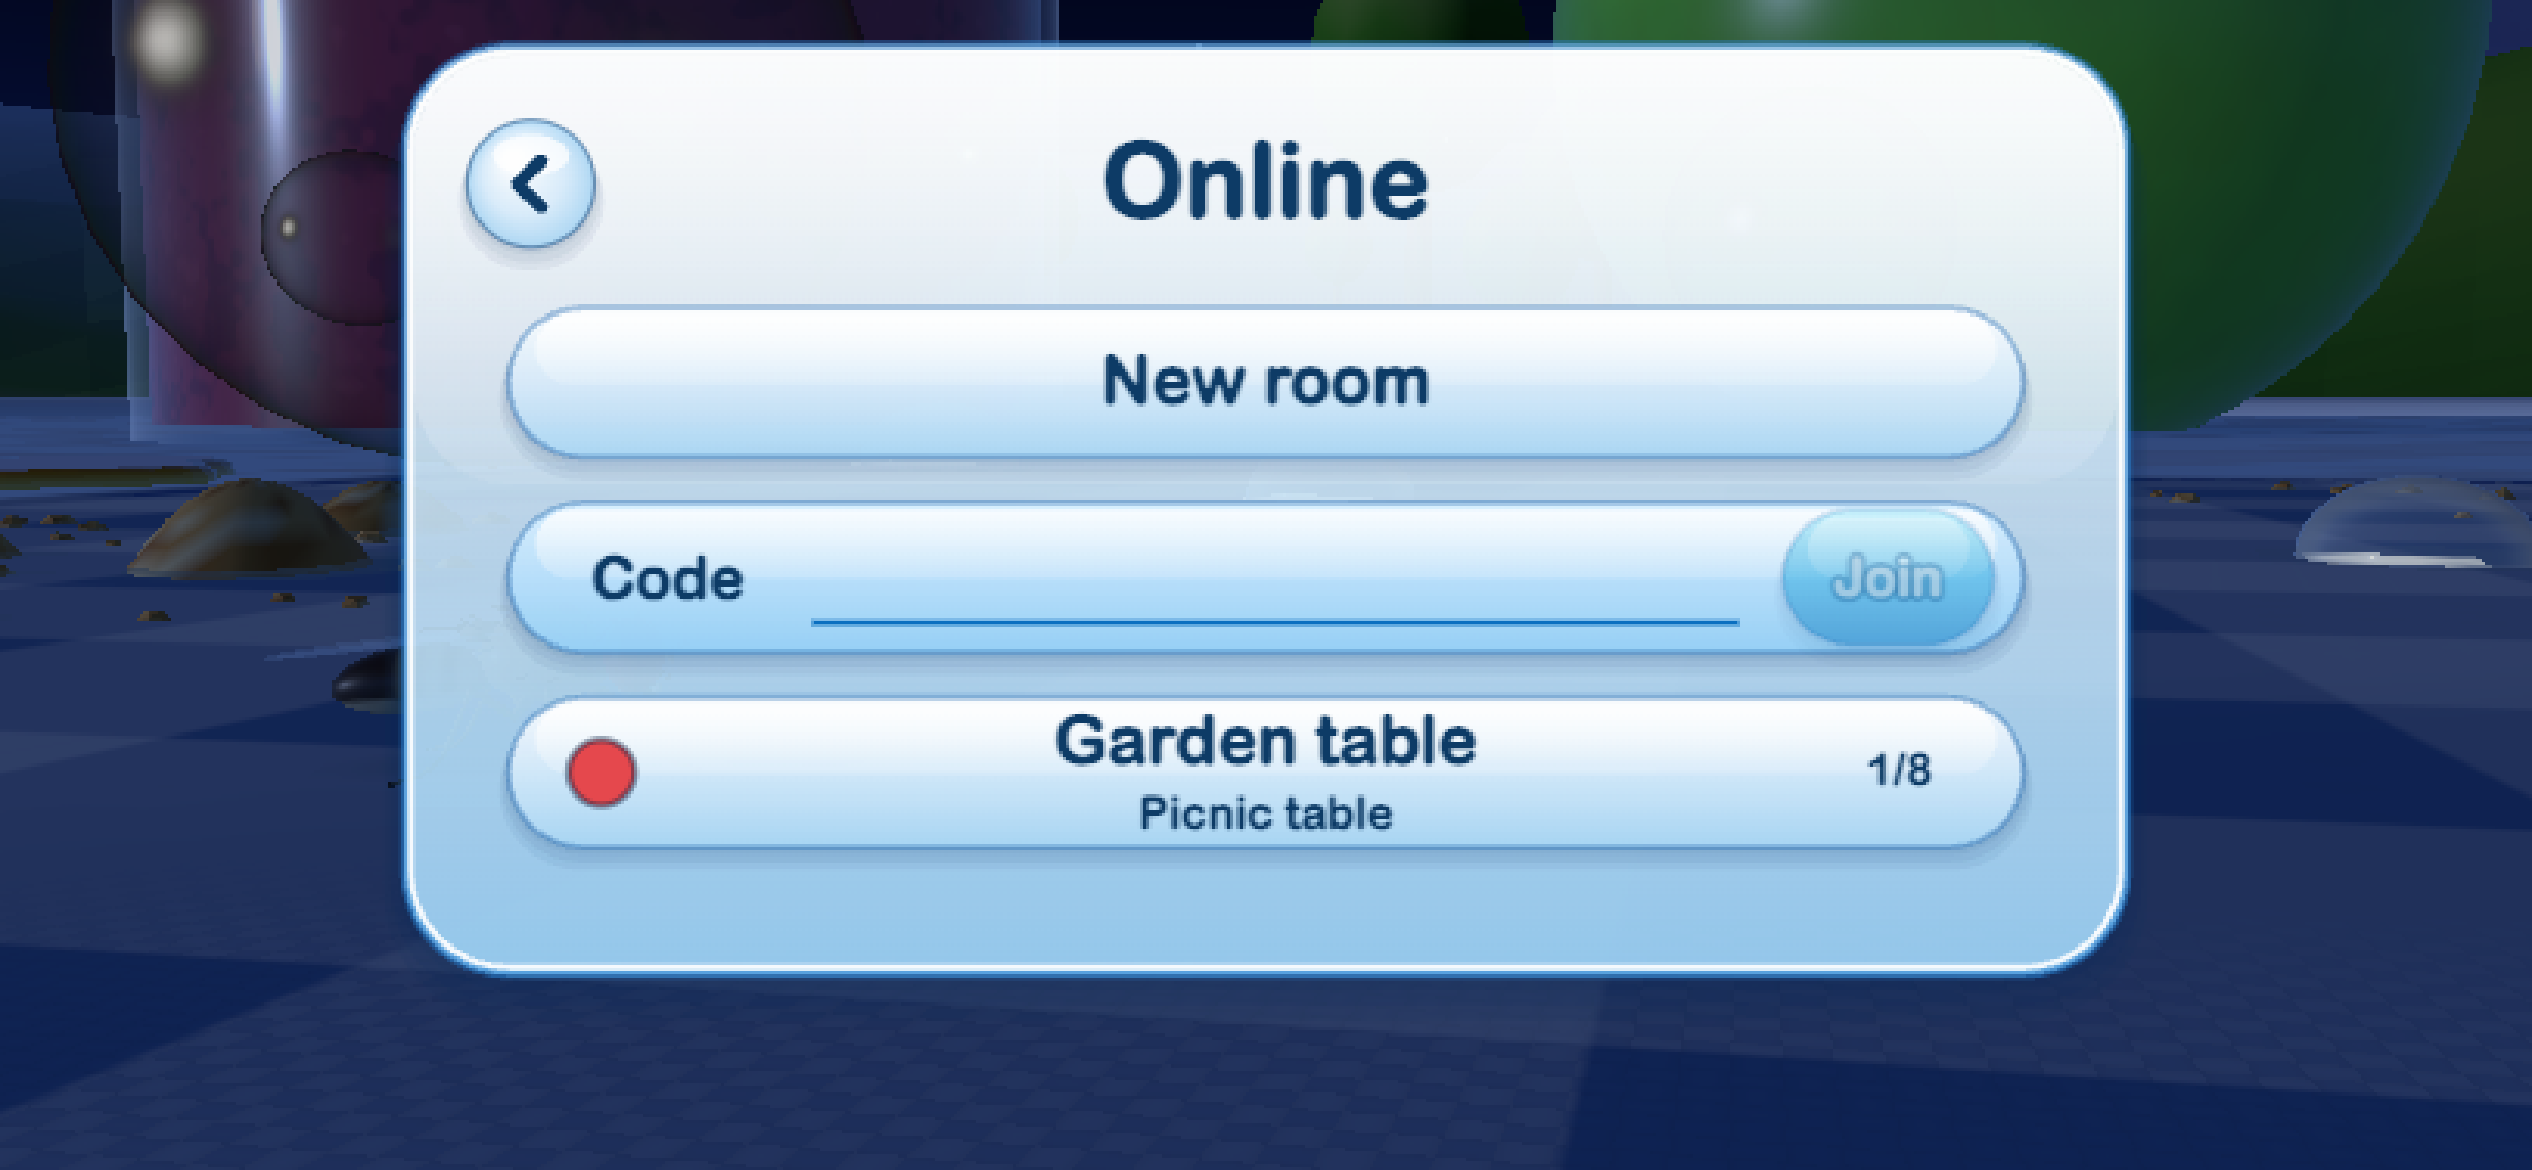 Online
New room
Code
Join
Garden table
1/8
Picnic table